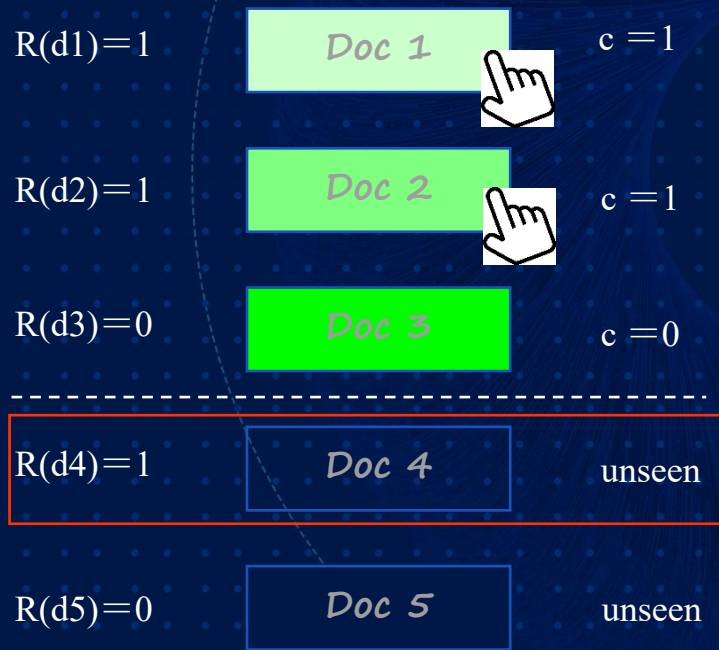 R(d1)＝1 Doc 1 c ＝1
R(d2)＝1 Doc 2 c ＝1
R(d3)＝0 Doc 3 c ＝0
R(d4)＝1 Doc 4 unseen
R(d5)＝0 Doc 5 unseen